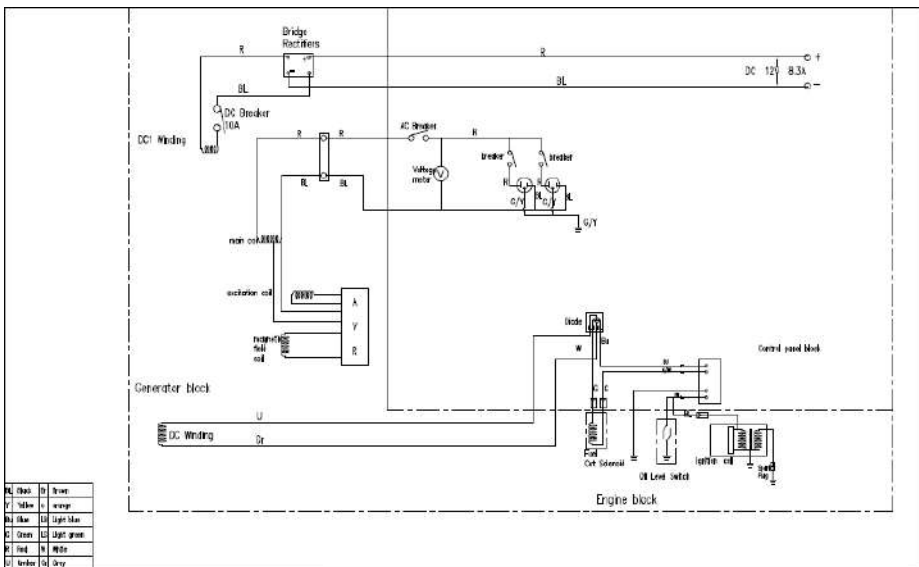 Bridge
Rectifiers
R
R
+
DC 12V 8.3A
BL
BL
-
DC Breaker
10A
DC1 Winding
R
R
AC Breaker
R
breaker
breaker
Voltage
meter
V
BL
BL
R
R
BL
BL
G/Y
G/Y
G/Y
main coil
excitation coil
A
V
R
field
coil
Diode
Bu
W
Control panel block
Generator block
U
Gr
DC Winding
G
Fuel
Cut Solenoid
Oil Level Switch
Ignition coil
Spark
Plug
Engine block
BL Black Br Brown
Y Yellow o orange
Bu Blue LB Light blue
G Green LG Light green
R Red W White
U Gr Grey